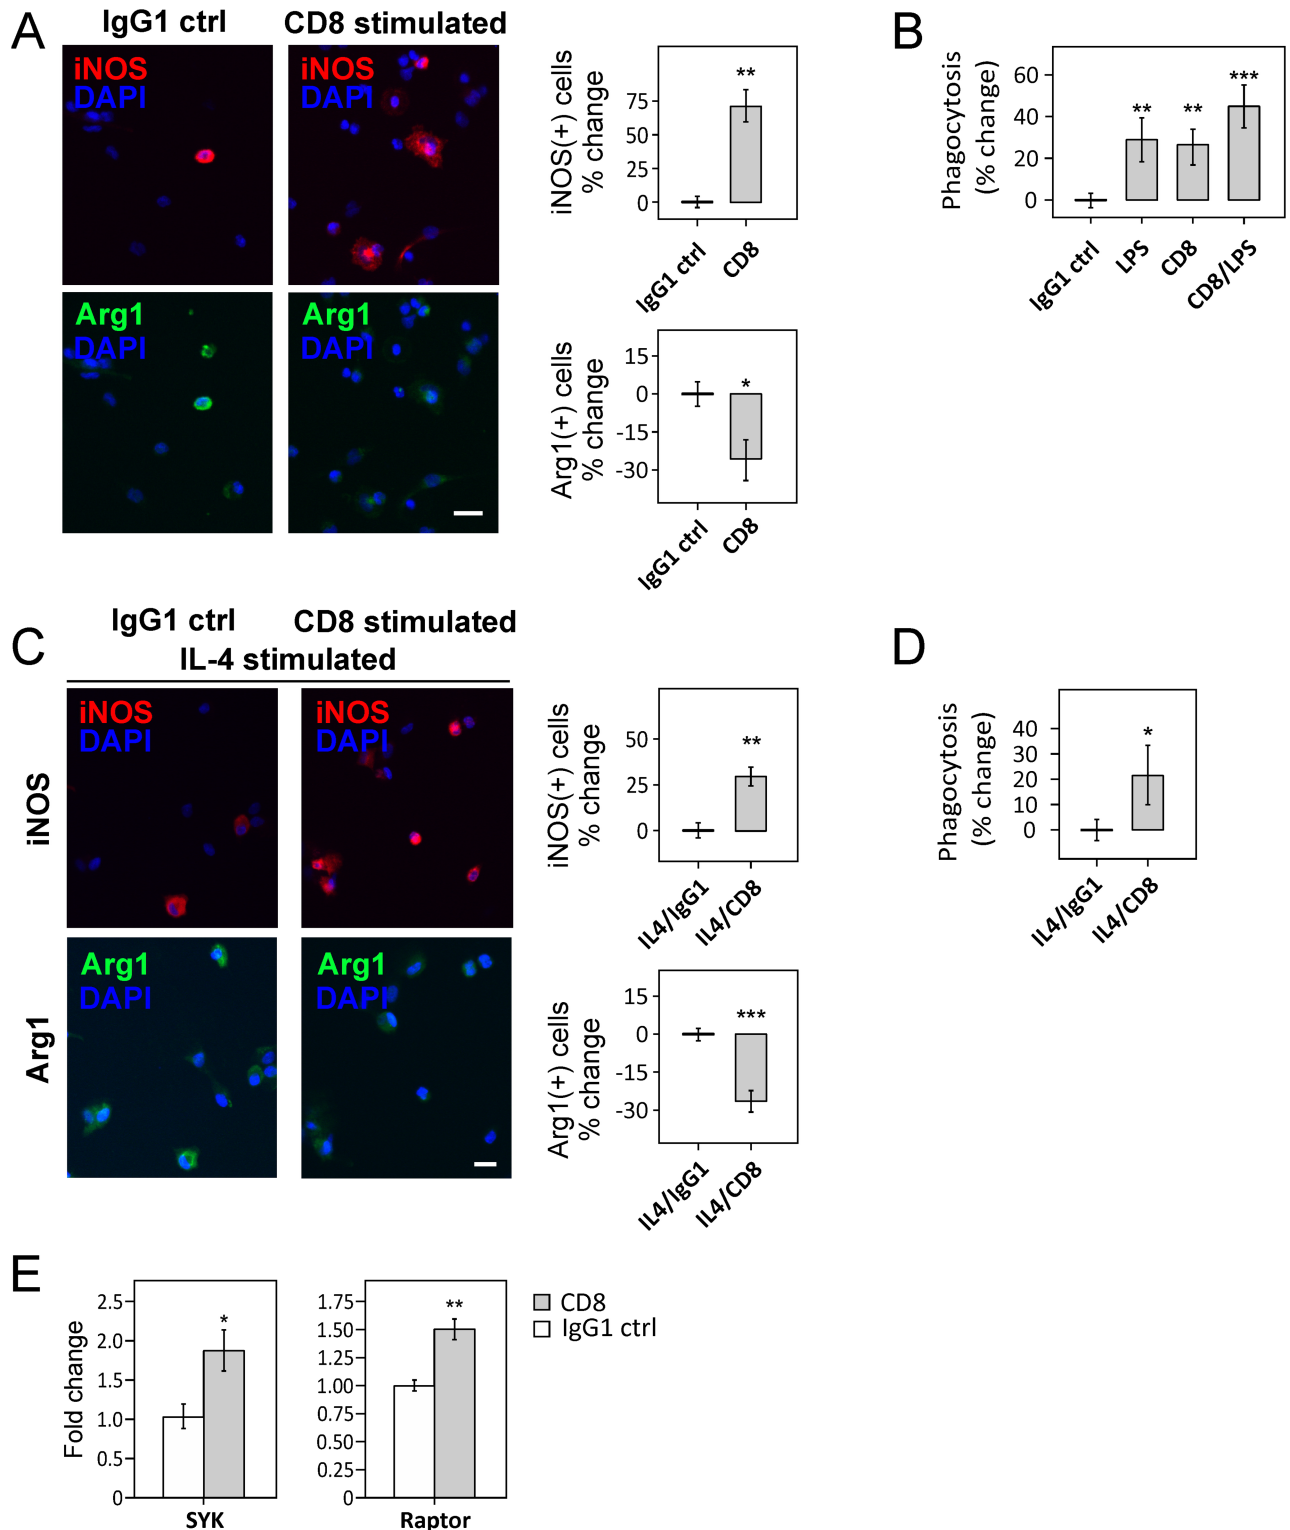 A
IgG1 ctrl
CD8 stimulated
iNOS
DAPI
iNOS
DAPI
Arg1
DAPI
Arg1
DAPI
iNOS(+) cells
% change
75
50
25
0
**
IgG1 ctrl
CD8
Arg1(+) cells
% change
15
0
-15
-30
*
IgG1 ctrl
CD8
B
Phagocytosis
(% change)
60
40
20
0
**
**
***
IgG1 ctrl
LPS
CD8
CD8/LPS
C
IgG1 ctrl
CD8 stimulated
IL-4 stimulated
iNOS
iNOS
DAPI
iNOS
DAPI
Arg1
Arg1
DAPI
Arg1
DAPI
iNOS(+) cells
% change
50
25
0
**
IL4/IgG1
IL4/CD8
Arg1(+) cells
% change
15
0
-15
-30
***
IL4/IgG1
IL4/CD8
D
Phagocytosis
(% change)
40
30
20
10
0
*
IL4/IgG1
IL4/CD8
E
Fold change
2.5
2.0
1.5
1.0
0.5
0
*
SYK
1.75
1.50
1.25
1.00
0.75
0.50
0.25
0
**
Raptor
CD8
IgG1 ctrl